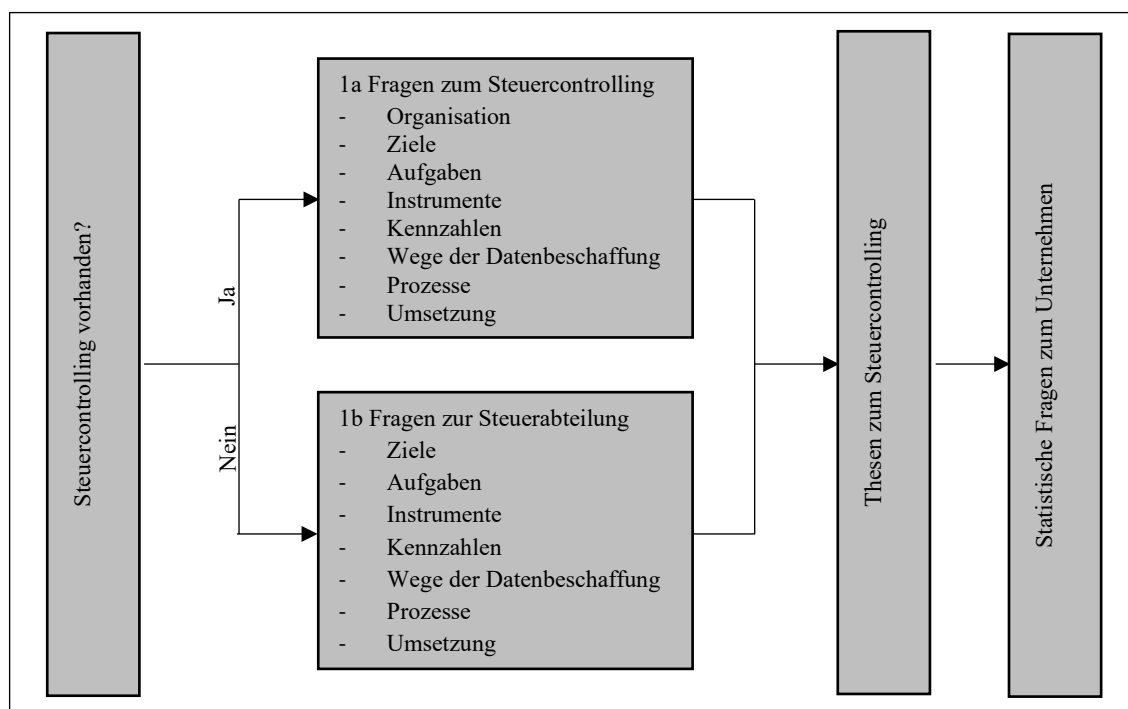 Steuercontrolling vorhanden?
Ja
Nein
1a Fragen zum Steuercontrolling
- Organisation
- Ziele
- Aufgaben
- Instrumente
- Kennzahlen
- Wege der Datenbeschaffung
- Prozesse
- Umsetzung
1b Fragen zur Steuerabteilung
- Ziele
- Aufgaben
- Instrumente
- Kennzahlen
- Wege der Datenbeschaffung
- Prozesse
- Umsetzung
Thesen zum Steuercontrolling
Statistische Fragen zum Unternehmen